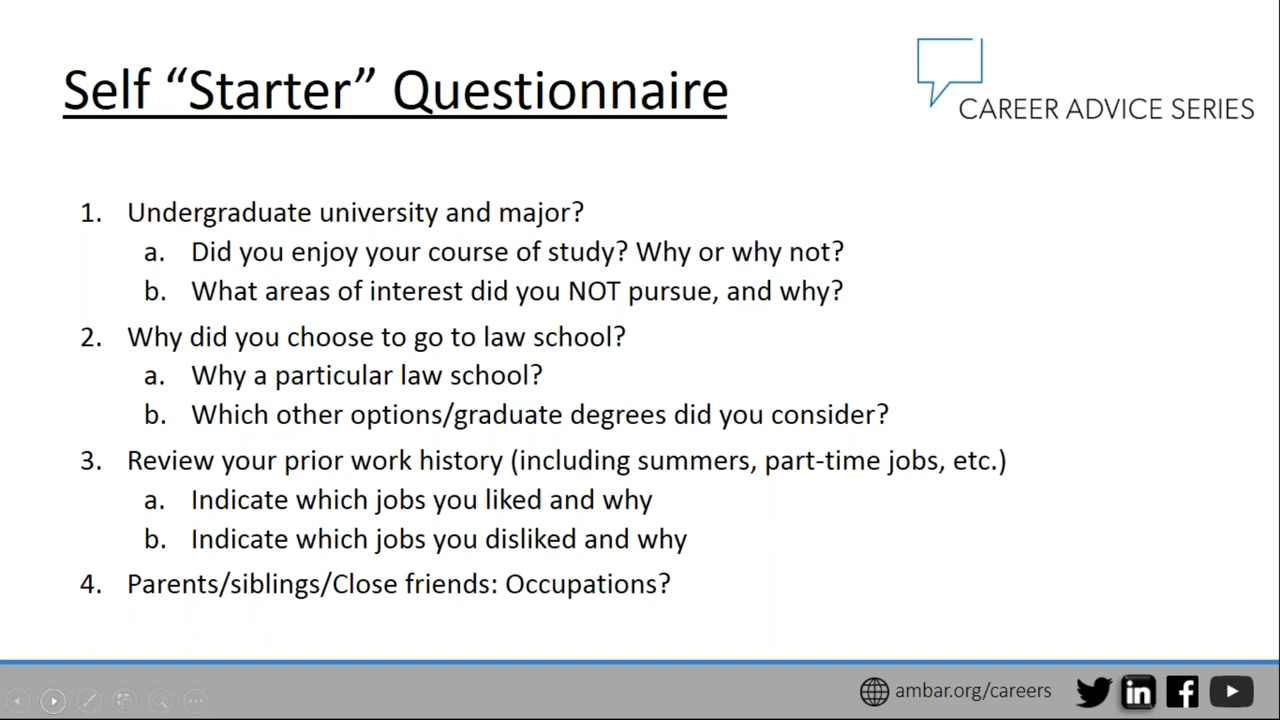 Self “Starter” Questionnaire
CAREER ADVICE SERIES
1. Undergraduate university and major?
a. Did you enjoy your course of study? Why or why not?
b. What areas of interest did you NOT pursue, and why?
2. Why did you choose to go to law school?
a. Why a particular law school?
b. Which other options/graduate degrees did you consider?
3. Review your prior work history (including summers, part-time jobs, etc.)
a. Indicate which jobs you liked and why
b. Indicate which jobs you disliked and why
4. Parents/siblings/Close friends: Occupations?
ambar.org/careers